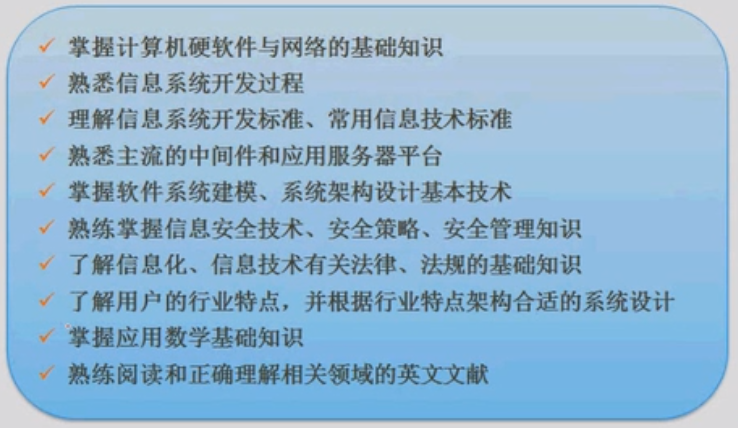 掌握计算机硬软件与网络的基础知识
熟悉信息系统开发过程
理解信息系统开发标准、常用信息技术标准
熟悉主流的中间件和应用服务器平台
掌握软件系统建模、系统架构设计基本技术
熟练掌握信息安全技术、安全策略、安全管理知识
了解信息化、信息技术有关法律、法规的基础知识
了解用户的行业特点，并根据行业特点架构合适的系统设计
掌握应用数学基础知识
熟练阅读和正确理解相关领域的英文文献